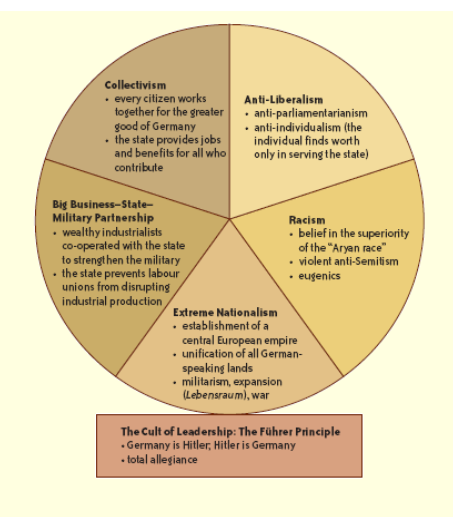 Collectivism
• every citizen works
together for the greater
good of Germany
• the state provides jobs
and benefits for all who
contribute
Anti-Liberalism
• anti-parliamentarianism
• anti-individualism (the
individual finds worth
only in serving the state)
Big Business–State–
Military Partnership
• wealthy industrialists
co-operated with the state
to strengthen the military
• the state prevents labour
unions from disrupting
industrial production
Racism
• belief in the superiority
of the “Aryan race”
• violent anti-Semitism
• eugenics
Extreme Nationalism
• establishment of a
central European empire
• unification of all German-
speaking lands
• militarism, expansion
(Lebensraum), war
The Cult of Leadership: The Führer Principle
• Germany is Hitler; Hitler is Germany
• total allegiance